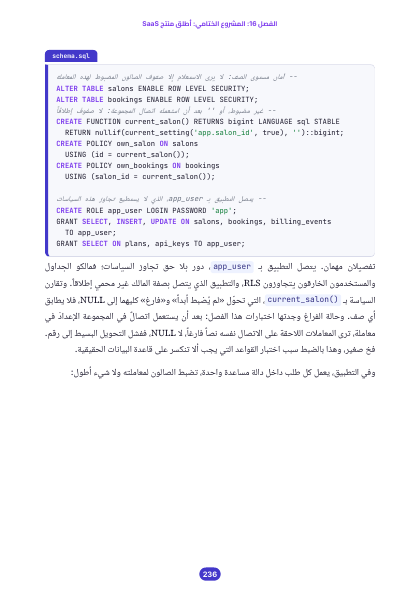 الفصل 16: المشروع الختامي: أطلق منتج SaaS
schema.sql
-- أمان مستوى الصف: لا يرى الاستعلام إلا صفوف الصالون المضبوط لهذه المعاملة
ALTER TABLE salons ENABLE ROW LEVEL SECURITY;
ALTER TABLE bookings ENABLE ROW LEVEL SECURITY;
-- غير مضبوط، أو '' بعد أن استعمله اتصال المجموعة: لا صفوف إطلاقاً
CREATE FUNCTION current_salon() RETURNS bigint LANGUAGE sql STABLE
RETURN nullif(current_setting('app.salon_id', true), '')::bigint;
CREATE POLICY own_salon ON salons
USING (id = current_salon());
CREATE POLICY own_bookings ON bookings
USING (salon_id = current_salon());
-- يتصل التطبيق بـ app_user، الذي لا يستطيع تجاوز هذه السياسات
CREATE ROLE app_user LOGIN PASSWORD 'app';
GRANT SELECT, INSERT, UPDATE ON salons, bookings, billing_events
TO app_user;
GRANT SELECT ON plans, api_keys TO app_user;
تفصيلان مهمان. يتصل التطبيق بـ app_user، دور بلا حق تجاوز السياسات؛ فمالكو الجداول
والمستخدمون الخارقون يتجاوزون RLS، والتطبيق الذي يتصل بصفة المالك غير محمي إطلاقاً. وتقارن
السياسة بـ current_salon()، التي تحوّل «لم يُضبط أبداً» و«فارغ» كليهما إلى NULL، فلا يطابق
أي صف. وحالة الفراغ وجدتها اختبارات هذا الفصل: بعد أن يستعمل اتصالٌ في المجموعة الإعدادَ في
معاملة، ترى المعاملات اللاحقة على الاتصال نفسه نصاً فارغاً، لا NULL، ففشل التحويل البسيط إلى رقم.
فخ صغير، وهذا بالضبط سبب اختبار القواعد التي يجب ألا تنكسر على قاعدة البيانات الحقيقية.
وفي التطبيق، يعمل كل طلب داخل دالة مساعدة واحدة، تضبط الصالون لمعاملته ولا شيء أطول:
236